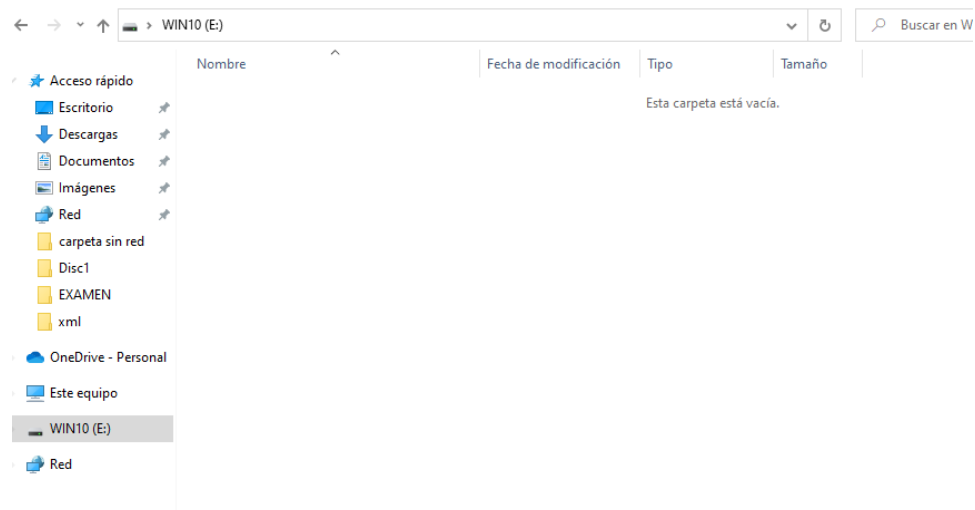 WIN10 (E:)
Buscar en W
Nombre
Fecha de modificación
Tipo
Tamaño
Esta carpeta está vacía.
Acceso rápido
Escritorio
Descargas
Documentos
Imágenes
Red
carpeta sin red
Disc1
EXAMEN
xml
OneDrive - Personal
Este equipo
WIN10 (E:)
Red